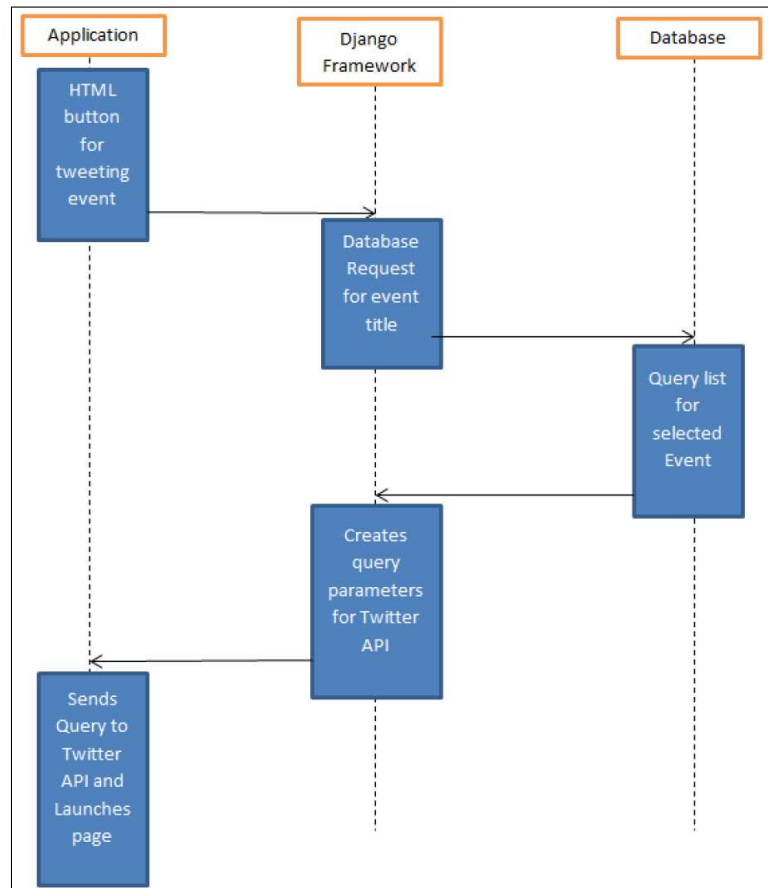 Application
Django
Framework
Database
HTML
button
for
tweeting
event
Database
Request
for event
title
Query list
for
selected
Event
Creates
query
parameters
for Twitter
API
Sends
Query to
Twitter
API and
Launches
page